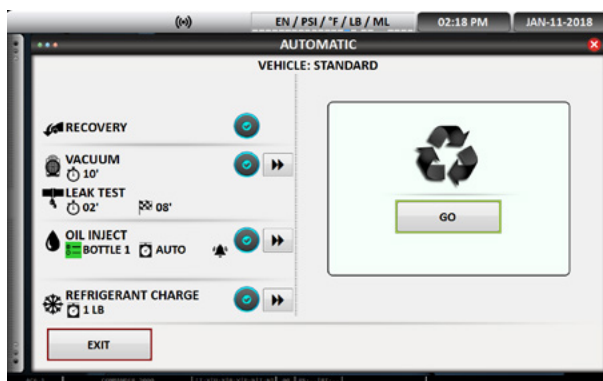 EN / PSI / °F / LB / ML
02:18 PM
JAN-11-2018
AUTOMATIC
VEHICLE: STANDARD
RECOVERY
VACUUM
10'
LEAK TEST
02' 08'
OIL INJECT
BOTTLE 1 AUTO
REFRIGERANT CHARGE
1 LB
GO
EXIT